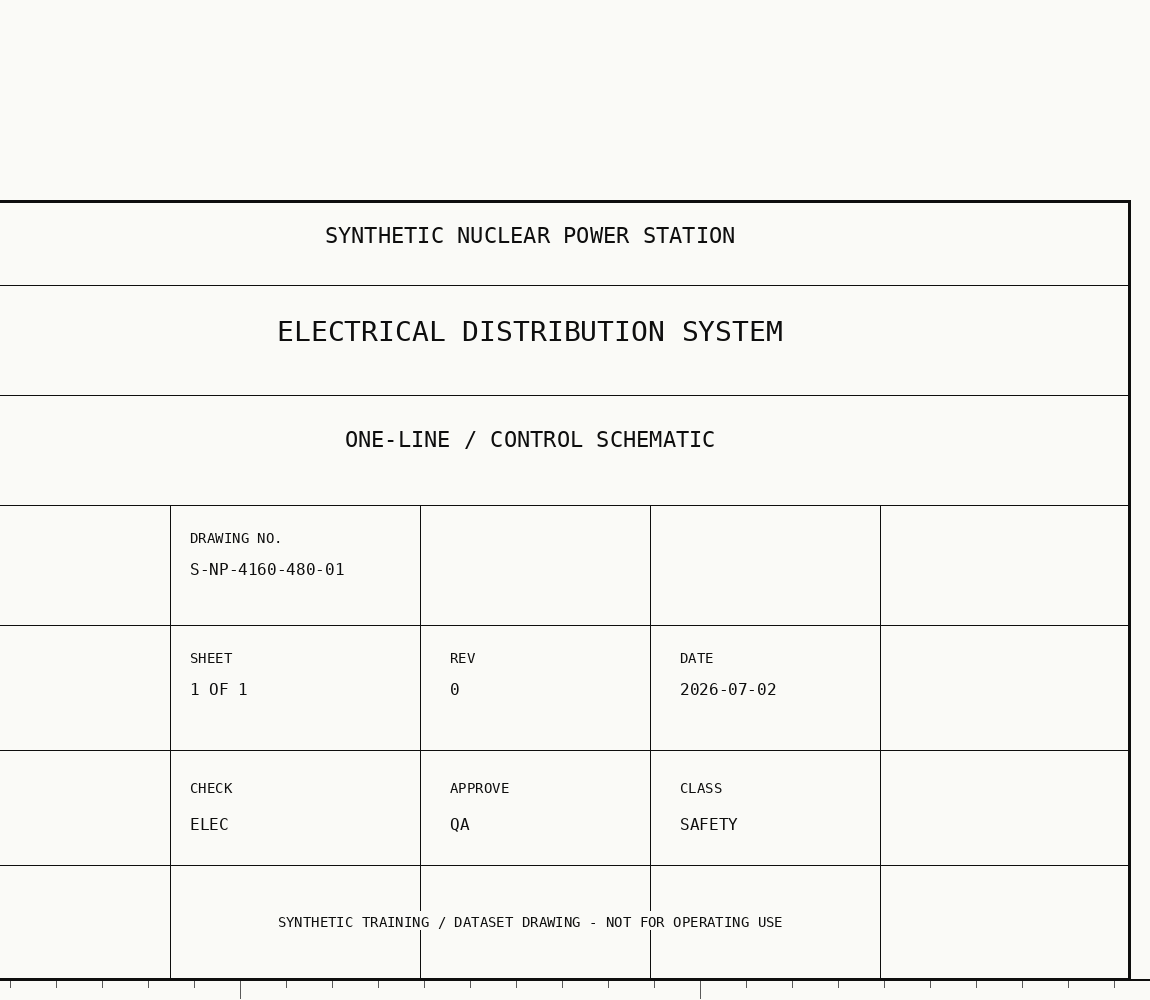 SYNTHETIC NUCLEAR POWER STATION
ELECTRICAL DISTRIBUTION SYSTEM
ONE-LINE / CONTROL SCHEMATIC
DRAWING NO.
S-NP-4160-480-01
SHEET REV DATE
1 OF 1 0 2026-07-02
CHECK APPROVE CLASS
ELEC QA SAFETY
SYNTHETIC TRAINING / DATASET DRAWING - NOT FOR OPERATING USE